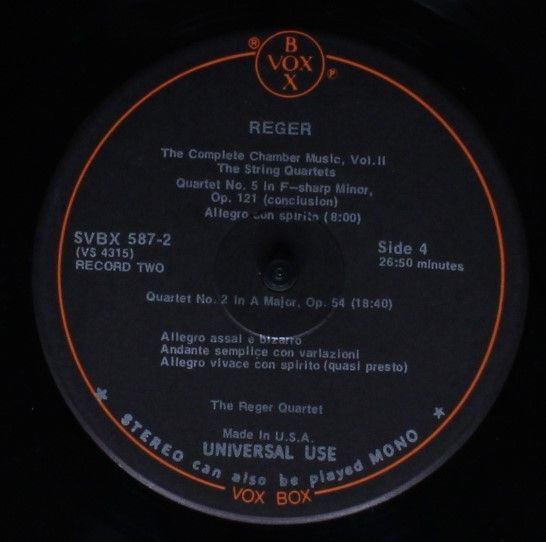 ® BOX VOX ℗
REGER
The Complete Chamber Music, Vol.II
The String Quartets
Quartet No. 5 in F—sharp Minor,
Op. 121 (conclusion)
Allegro con spirito (8:00)
SVBX 587-2
(VS 4315)
RECORD TWO
Side 4
26:50 minutes
Quartet No. 2 in A Major, Op. 54 (18:40)
Allegro assai e bizarro
Andante semplice con variazioni
Allegro vivace con spirito (quasi presto)
The Reger Quartet
Made in U.S.A.
UNIVERSAL USE
★ STEREO can also be played MONO ★
VOX BOX